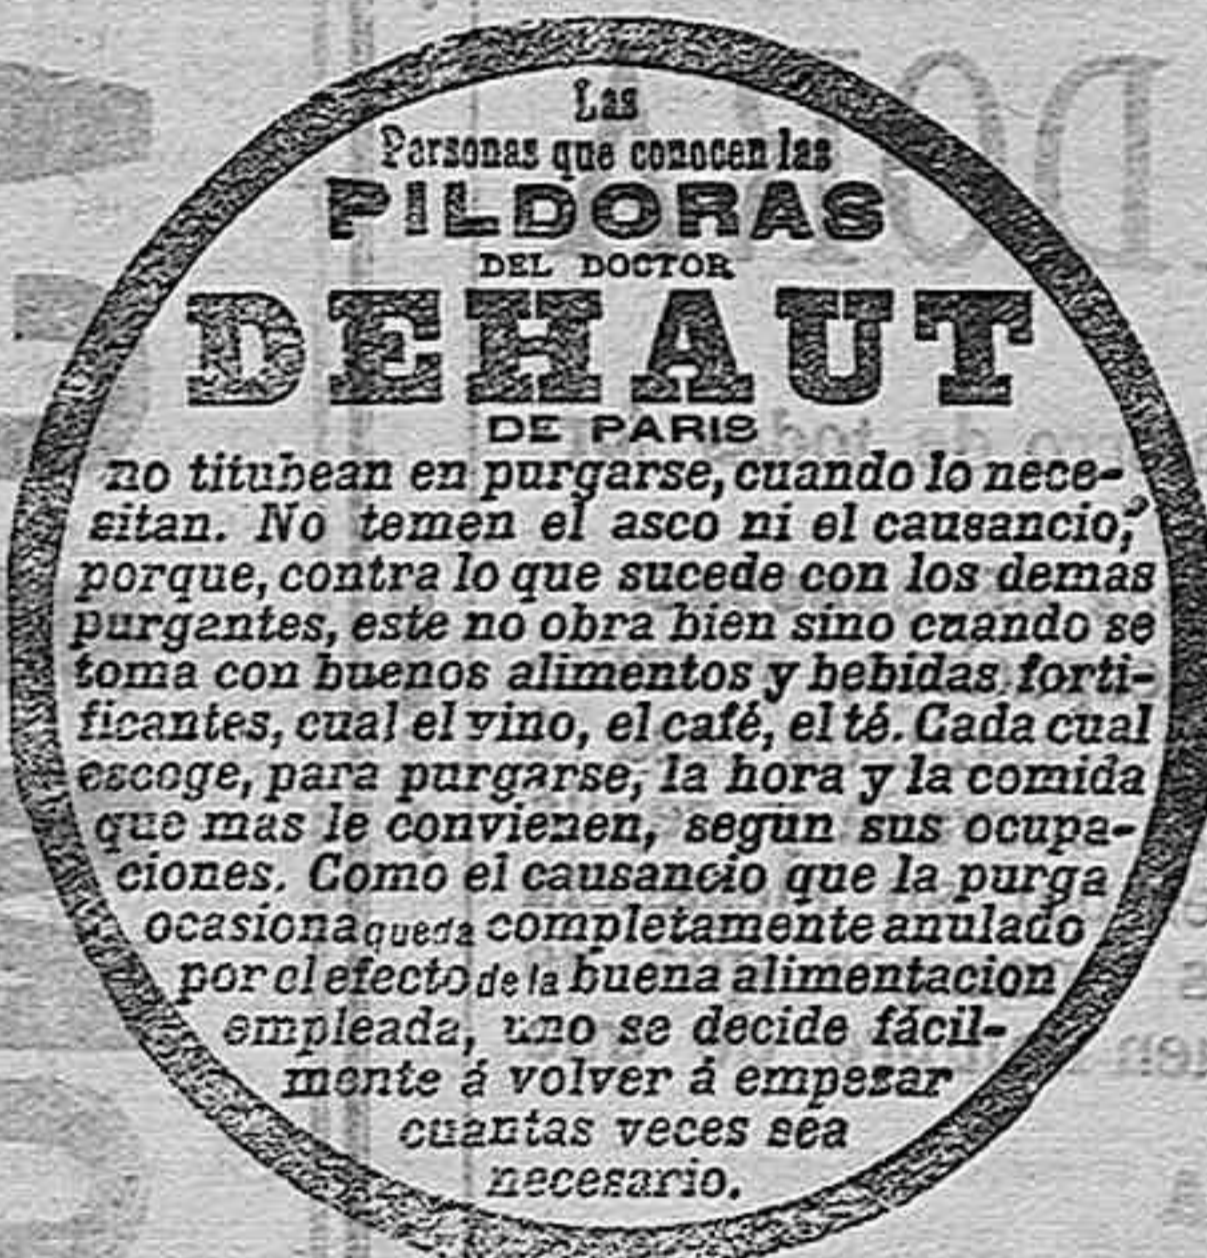 Las
Personas que conocen las
PILDORAS
DEL DOCTOR
DEHAUT
DE PARIS
no titubean en purgarse, cuando lo nece-
sitan. No temen el asco ni el causancio,
porque, contra lo que sucede con los demas
purgantes, este no obra bien sino cuando se
toma con buenos alimentos y bebidas forti-
ficantes, cual el vino, el café, el té. Cada cual
escoge, para purgarse, la hora y la comida
que mas le convienen, segun sus ocupa-
ciones. Como el causancio que la purga
ocasiona queda completamente anulado
por el efecto de la buena alimentacion
empleada, uno se decide fácil-
mente á volver á empezar
cuantas veces sea
necesario.